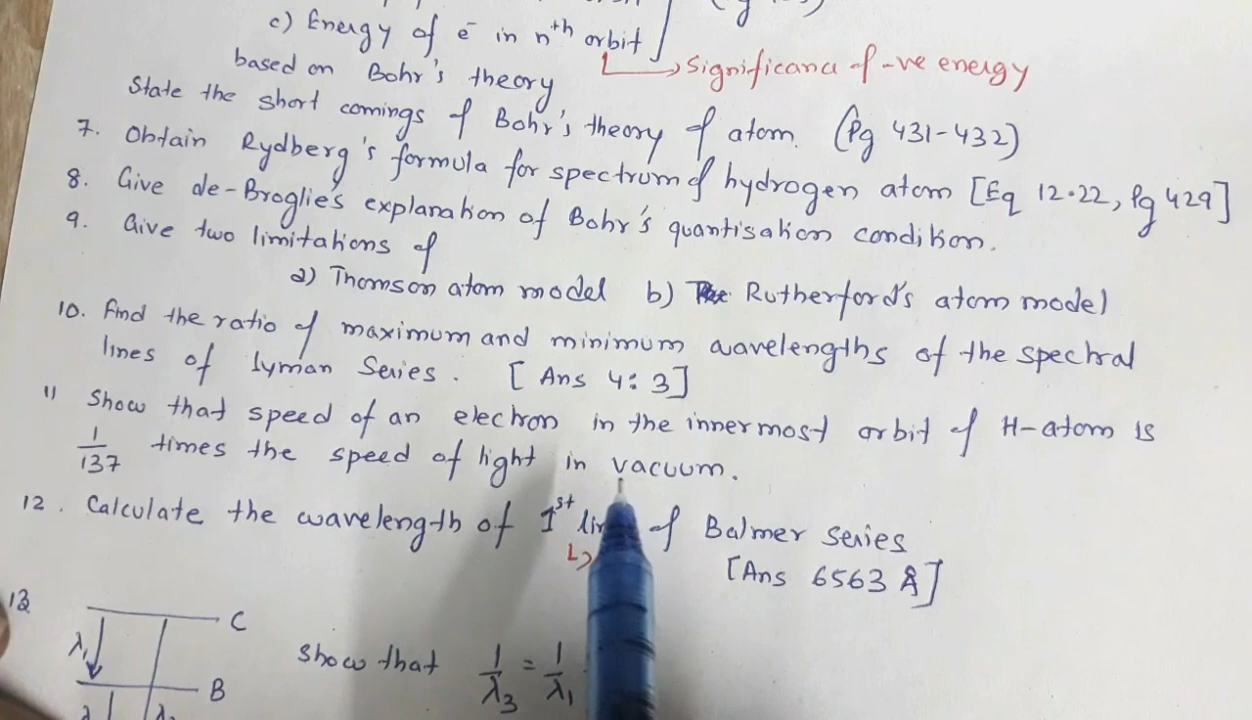 c) Energy of ē in nth orbit]
based on Bohr's theory
Significance of -ve energy
State the short comings of Bohr's theory of atom. (Pg 431-432)
7. Obtain Rydberg's formula for spectrum of hydrogen atom [Eq 12.22, Pg 429]
8. Give de-Broglie's explanation of Bohr's quantisation condition.
9. Give two limitations of
a) Thomson atom model b) Rutherford's atom model
10. Find the ratio of maximum and minimum wavelengths of the spectral
lines of Lyman Series. [Ans 4:3]
11 Show that speed of an electron in the innermost orbit of H-atom is
1/137 times the speed of light in vacuum.
12. Calculate the wavelength of 1st of Balmer series
[Ans 6563 Å]
13
C
λ1
B
Show that 1/λ3 = 1/λ1